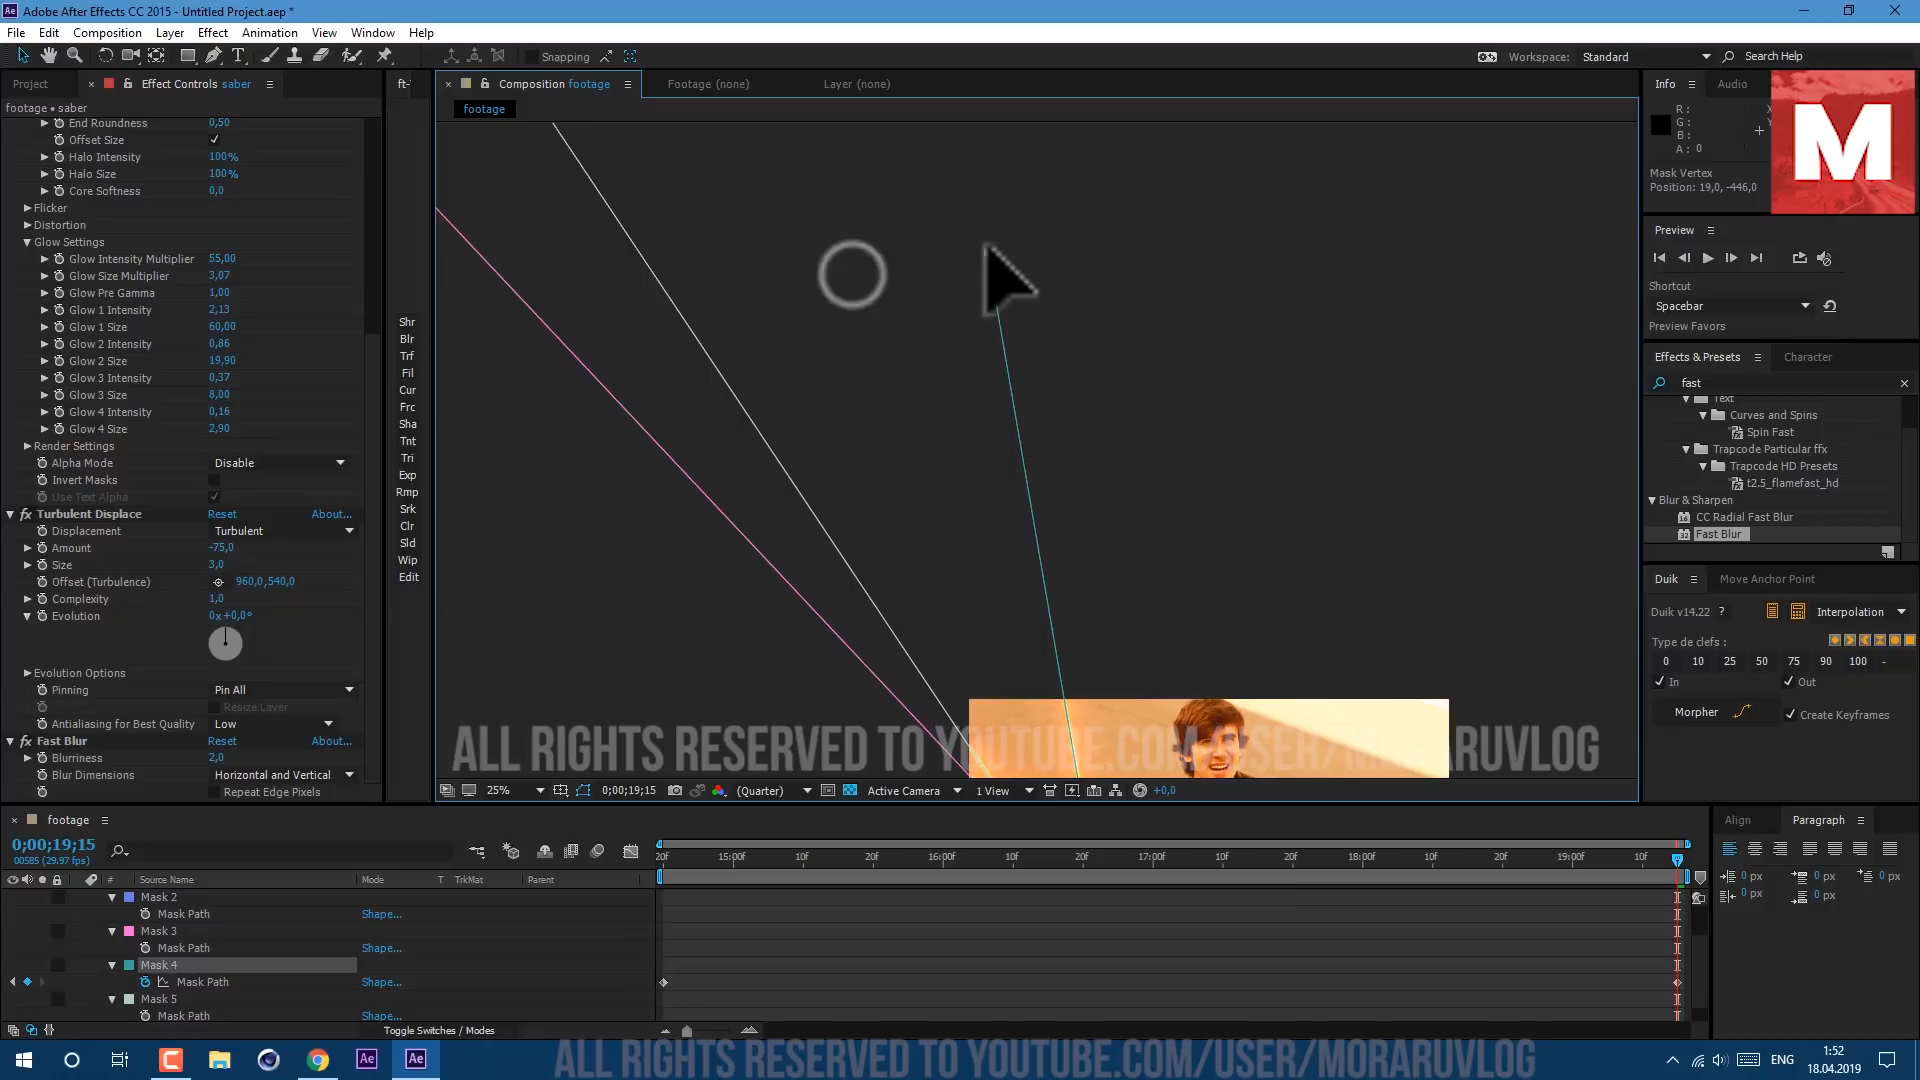 Adobe After Effects CC 2015 - Untitled Project.aep *
File Edit Composition Layer Effect Animation View Window Help
Snapping
Workspace: Standard
Search Help
Project
Effect Controls saber
footage • saber
End Roundness 0,50
Offset Size
Halo Intensity 100%
Halo Size 100%
Core Softness 0,0
Flicker
Distortion
Glow Settings
Glow Intensity Multiplier 55,00
Glow Size Multiplier 3,07
Glow Pre Gamma 1,00
Glow 1 Intensity 2,13
Glow 1 Size 60,00
Glow 2 Intensity 0,86
Glow 2 Size 19,90
Glow 3 Intensity 0,37
Glow 3 Size 8,00
Glow 4 Intensity 0,16
Glow 4 Size 2,90
Render Settings
Alpha Mode Disable
Invert Masks
Use Text Alpha
fx Turbulent Displace Reset About...
Displacement Turbulent
Amount -75,0
Size 3,0
Offset (Turbulence) 960,0,540,0
Complexity 1,0
Evolution 0x+0,0°
Evolution Options
Pinning Pin All
Resize Layer
Antialiasing for Best Quality Low
fx Fast Blur Reset About...
Blurriness 2,0
Blur Dimensions Horizontal and Vertical
Repeat Edge Pixels
ft-
Shr
Blr
Trf
Fil
Cur
Frc
Sha
Tnt
Tri
Exp
Rmp
Srk
Clr
Sld
Wip
Edit
Composition footage
Footage (none)
Layer (none)
footage
ALL RIGHTS RESERVED TO YOUTUBE.COM/USER/MORARUVLOG
25% 0;00;19;15 (Quarter) Active Camera 1 View +0,0
Info Audio
R :
G :
B :
A : 0
Mask Vertex
Position: 19,0, -446,0
M
Preview
Shortcut
Spacebar
Preview Favors
Effects & Presets Character
fast
Text
Curves and Spins
Spin Fast
Trapcode Particular ffx
Trapcode HD Presets
t2.5_flamefast_hd
Blur & Sharpen
CC Radial Fast Blur
Fast Blur
Duik Move Anchor Point
Duik v14.22 ? Interpolation
Type de clefs :
0 10 25 50 75 90 100 -
In Out
Morpher Create Keyframes
footage
0;00;19;15
00585 (29.97 fps)
20f 15:00f 10f 20f 16:00f 10f 20f 17:00f 10f 20f 18:00f 10f 20f 19:00f 10f
# Source Name Mode T TrkMat Parent
Mask 2
Mask Path Shape...
Mask 3
Mask Path Shape...
Mask 4
Mask Path Shape...
Mask 5
Mask Path Shape...
Toggle Switches / Modes
Align Paragraph
0 px 0 px 0 px
0 px 0 px
ALL RIGHTS RESERVED TO YOUTUBE.COM/USER/MORARUVLOG
ENG
1:52
18.04.2019